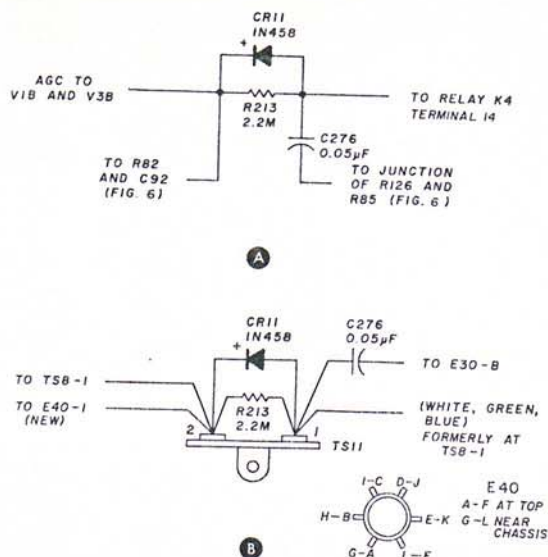 CR11
1N458
+
AGC TO
V1B AND V3B
R213
2.2M
TO RELAY K4
TERMINAL 14
C276
0.05µF
TO R82
AND C92
(FIG. 6)
TO JUNCTION
OF R126 AND
R85 (FIG. 6)
A
CR11
1N458
+
C276
0.05µF
TO TS8-1
TO E30-B
TO E40-1
(NEW)
R213
2.2M
2
1
(WHITE, GREEN,
BLUE)
FORMERLY AT
TS8-1
TS11
I-C D-J
E40
A-F AT TOP
H-B
E-K
G-L NEAR
CHASSIS
G-A
L-F
B